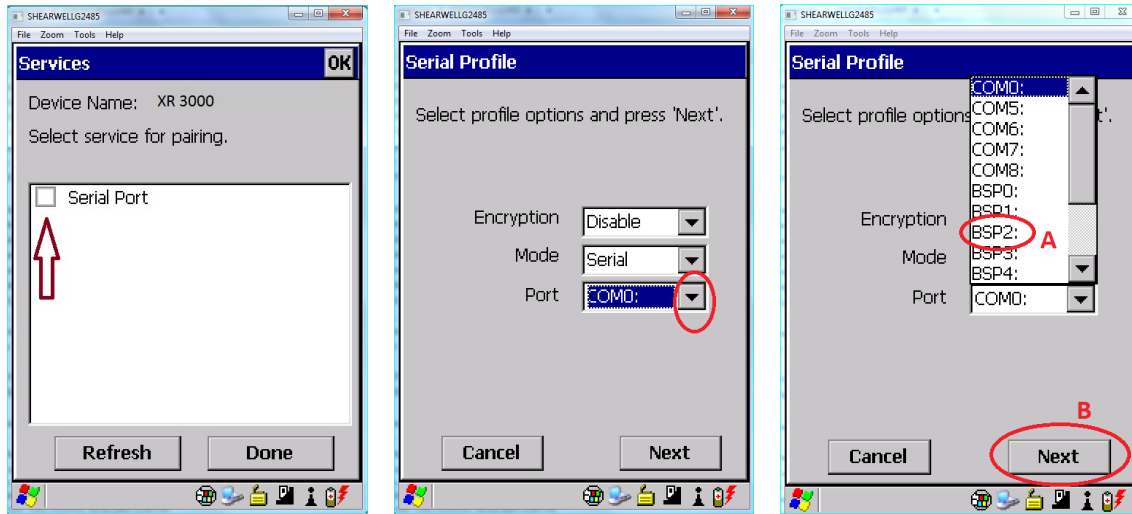 SHEARWELLG2485
File Zoom Tools Help
Services OK
Device Name: XR 3000
Select service for pairing.
Serial Port
Refresh Done
SHEARWELLG2485
File Zoom Tools Help
Serial Profile
Select profile options and press 'Next'.
Encryption Disable
Mode Serial
Port COM0:
Cancel Next
SHEARWELLG2485
File Zoom Tools Help
Serial Profile
Select profile options t'.
COM0:
COM5:
COM6:
COM7:
COM8:
BSP0:
BSP1:
BSP2: A
BSP3:
BSP4:
Encryption
Mode
Port COM0:
B
Cancel Next